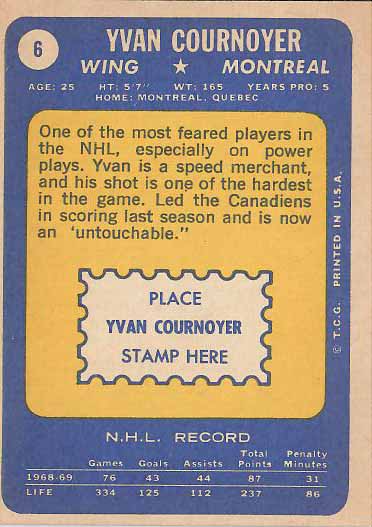 6
YVAN COURNOYER
WING ★ MONTREAL
AGE: 25 HT: 5'7" WT: 165 YEARS PRO: 5
HOME: MONTREAL, QUEBEC
One of the most feared players in
the NHL, especially on power
plays. Yvan is a speed merchant,
and his shot is one of the hardest
in the game. Led the Canadiens
in scoring last season and is now
an 'untouchable."
PLACE
YVAN COURNOYER
STAMP HERE
© T.C.G. PRINTED IN U.S.A.
N.H.L. RECORD
Games Goals Assists Total Points Penalty Minutes
1968-69 76 43 44 87 31
LIFE 334 125 112 237 86